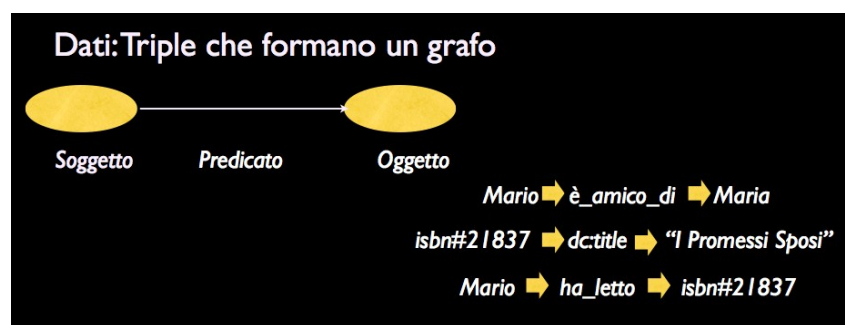 Dati: Triple che formano un grafo
Soggetto Predicato Oggetto
Mario è_amico_di Maria
isbn#21837 dc:title “I Promessi Sposi”
Mario ha_letto isbn#21837